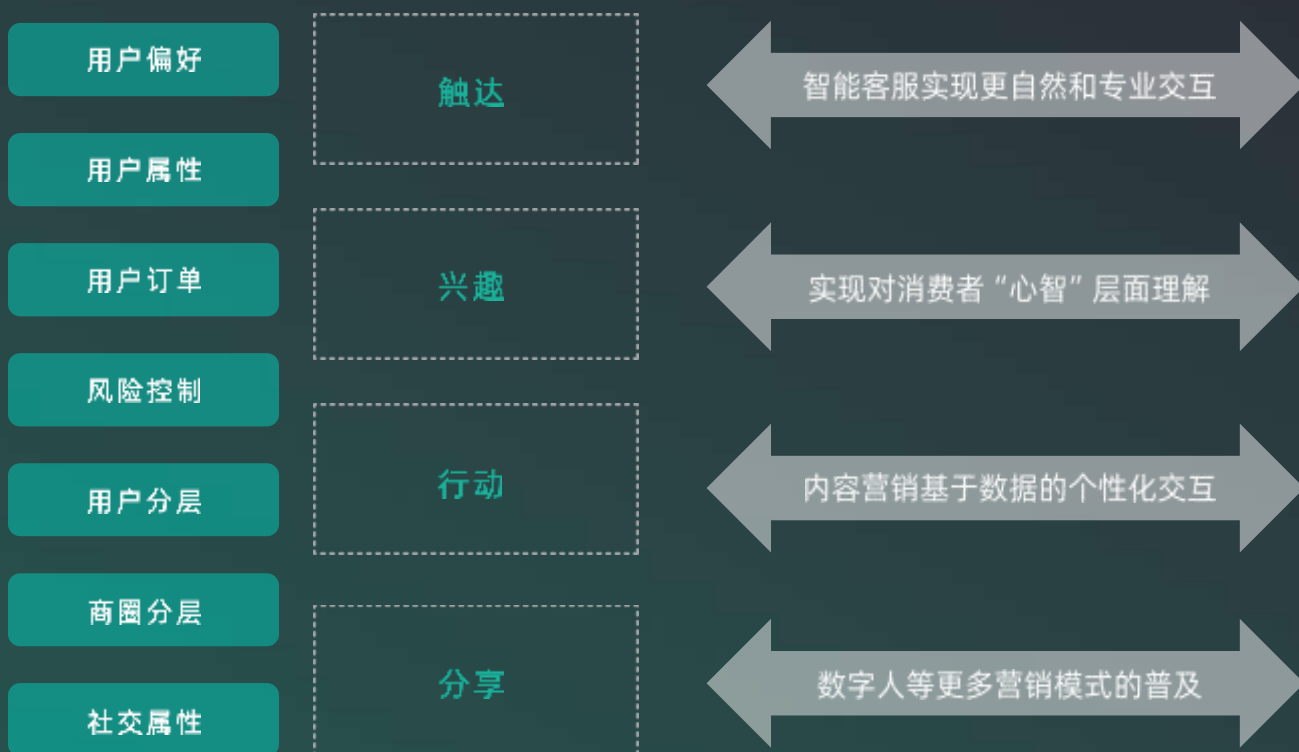 用户偏好
用户属性
用户订单
风险控制
用户分层
商圈分层
社交属性
触达
兴趣
行动
分享
智能客服实现更自然和专业交互
实现对消费者“心智”层面理解
内容营销基于数据的个性化交互
数字人等更多营销模式的普及